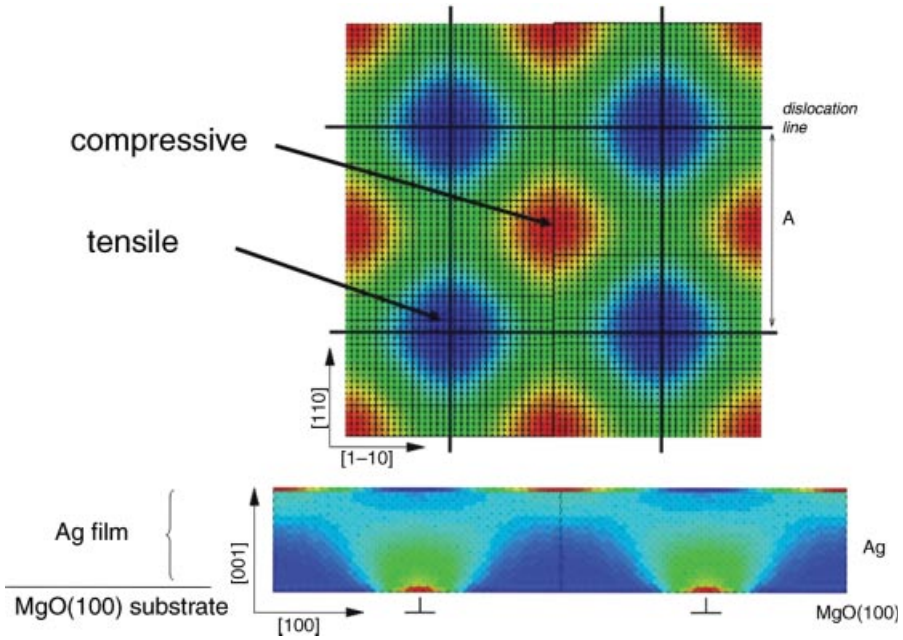 compressive
tensile
dislocation
line
A
[110]
[1–10]
Ag film
MgO(100) substrate
[001]
[100]
Ag
MgO(100)